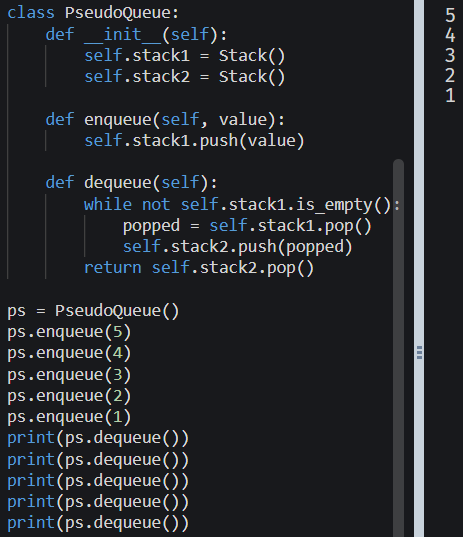 class PseudoQueue:
    def __init__(self):
        self.stack1 = Stack()
        self.stack2 = Stack()

    def enqueue(self, value):
        self.stack1.push(value)

    def dequeue(self):
        while not self.stack1.is_empty():
            popped = self.stack1.pop()
            self.stack2.push(popped)
        return self.stack2.pop()

ps = PseudoQueue()
ps.enqueue(5)
ps.enqueue(4)
ps.enqueue(3)
ps.enqueue(2)
ps.enqueue(1)
print(ps.dequeue())
print(ps.dequeue())
print(ps.dequeue())
print(ps.dequeue())
print(ps.dequeue())
5
4
3
2
1